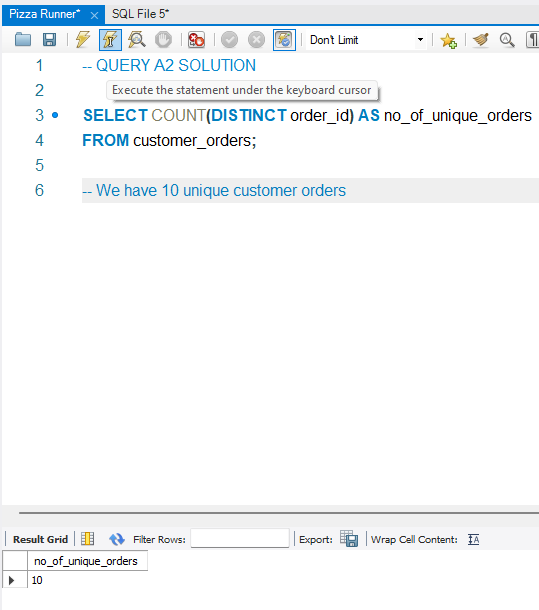 Pizza Runner* SQL File 5*
Don't Limit
1 -- QUERY A2 SOLUTION
2
Execute the statement under the keyboard cursor
3 SELECT COUNT(DISTINCT order_id) AS no_of_unique_orders
4 FROM customer_orders;
5
6 -- We have 10 unique customer orders
Result Grid Filter Rows: Export: Wrap Cell Content: IA
no_of_unique_orders
10